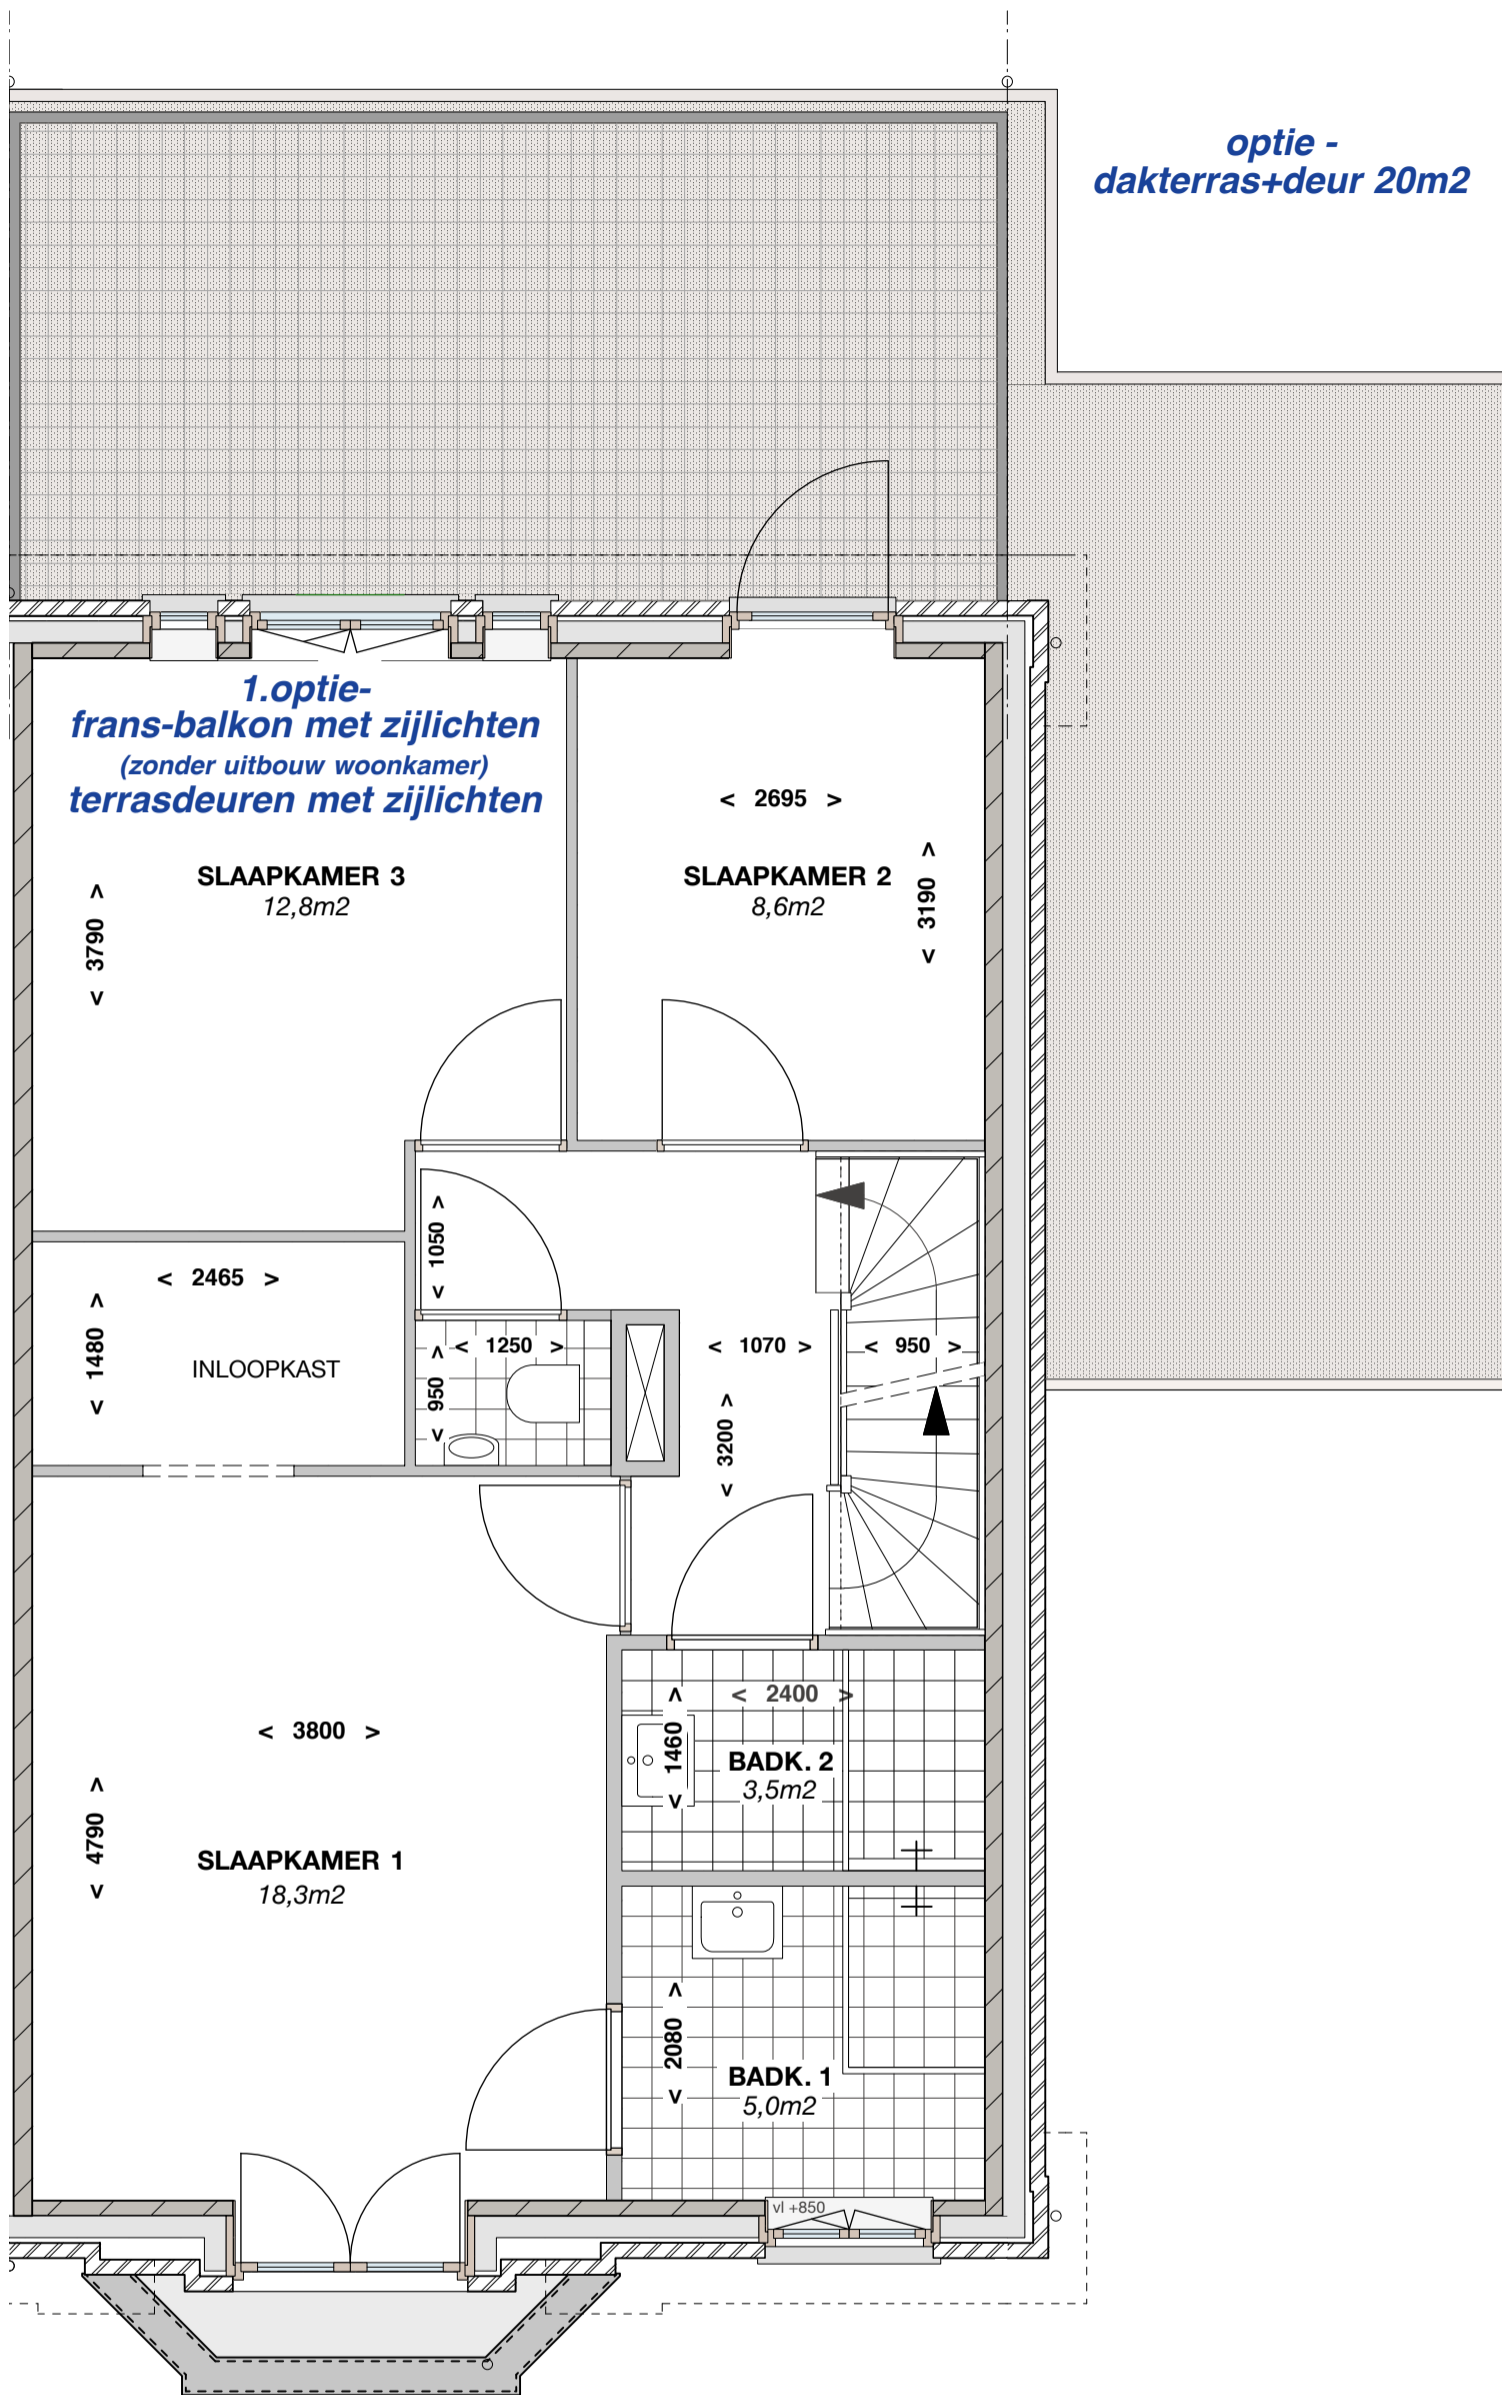 optie -
dakterras+deur 20m2
1.optie-
frans-balkon met zijlichten
(zonder uitbouw woonkamer)
terrasdeuren met zijlichten
< 2695 >
SLAAPKAMER 3
12,8m2
< 3790 >
SLAAPKAMER 2
8,6m2
< 3190 >
< 1050 >
< 2465 >
< 1480 >
INLOOPKAST
< 1250 >
< 950 >
< 1070 >
< 950 >
< 3200 >
< 2400 >
< 1460 >
BADK. 2
3,5m2
< 3800 >
< 4790 >
SLAAPKAMER 1
18,3m2
< 2080 >
BADK. 1
5,0m2
vl +850